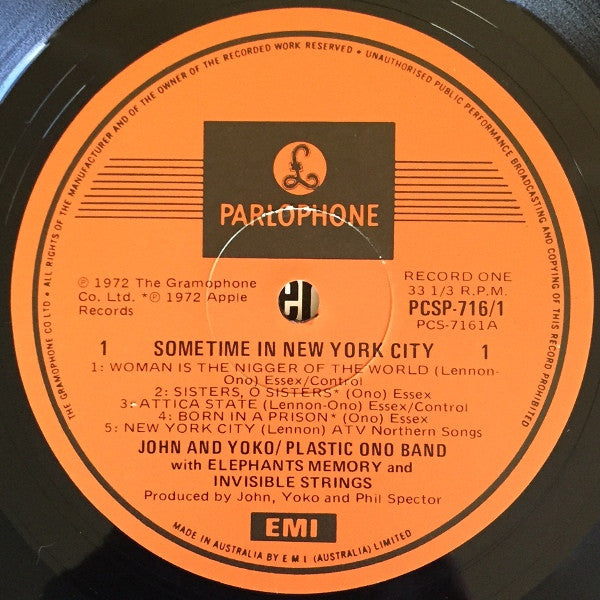 ALL RIGHTS OF THE MANUFACTURER AND OF THE OWNER OF THE RECORDED WORK RESERVED • UNAUTHORISED PUBLIC PERFORMANCE BROADCASTING AND COPYING OF THIS RECORD PROHIBITED
THE GRAMOPHONE CO LTD •
£
PARLOPHONE
℗ 1972 The Gramophone
Co. Ltd. *℗ 1972 Apple
Records
RECORD ONE
33 1/3 R.P.M.
PCSP-716/1
PCS-7161A
1 SOMETIME IN NEW YORK CITY 1
1: WOMAN IS THE NIGGER OF THE WORLD (Lennon-
Ono) Essex/Control
2: SISTERS, O SISTERS* (Ono) Essex
3: ATTICA STATE (Lennon-Ono) Essex/Control
4: BORN IN A PRISON* (Ono) Essex
5: NEW YORK CITY (Lennon) ATV Northern Songs
JOHN AND YOKO/PLASTIC ONO BAND
with ELEPHANTS MEMORY and
INVISIBLE STRINGS
Produced by John, Yoko and Phil Spector
EMI
MADE IN AUSTRALIA BY E M I (AUSTRALIA) LIMITED